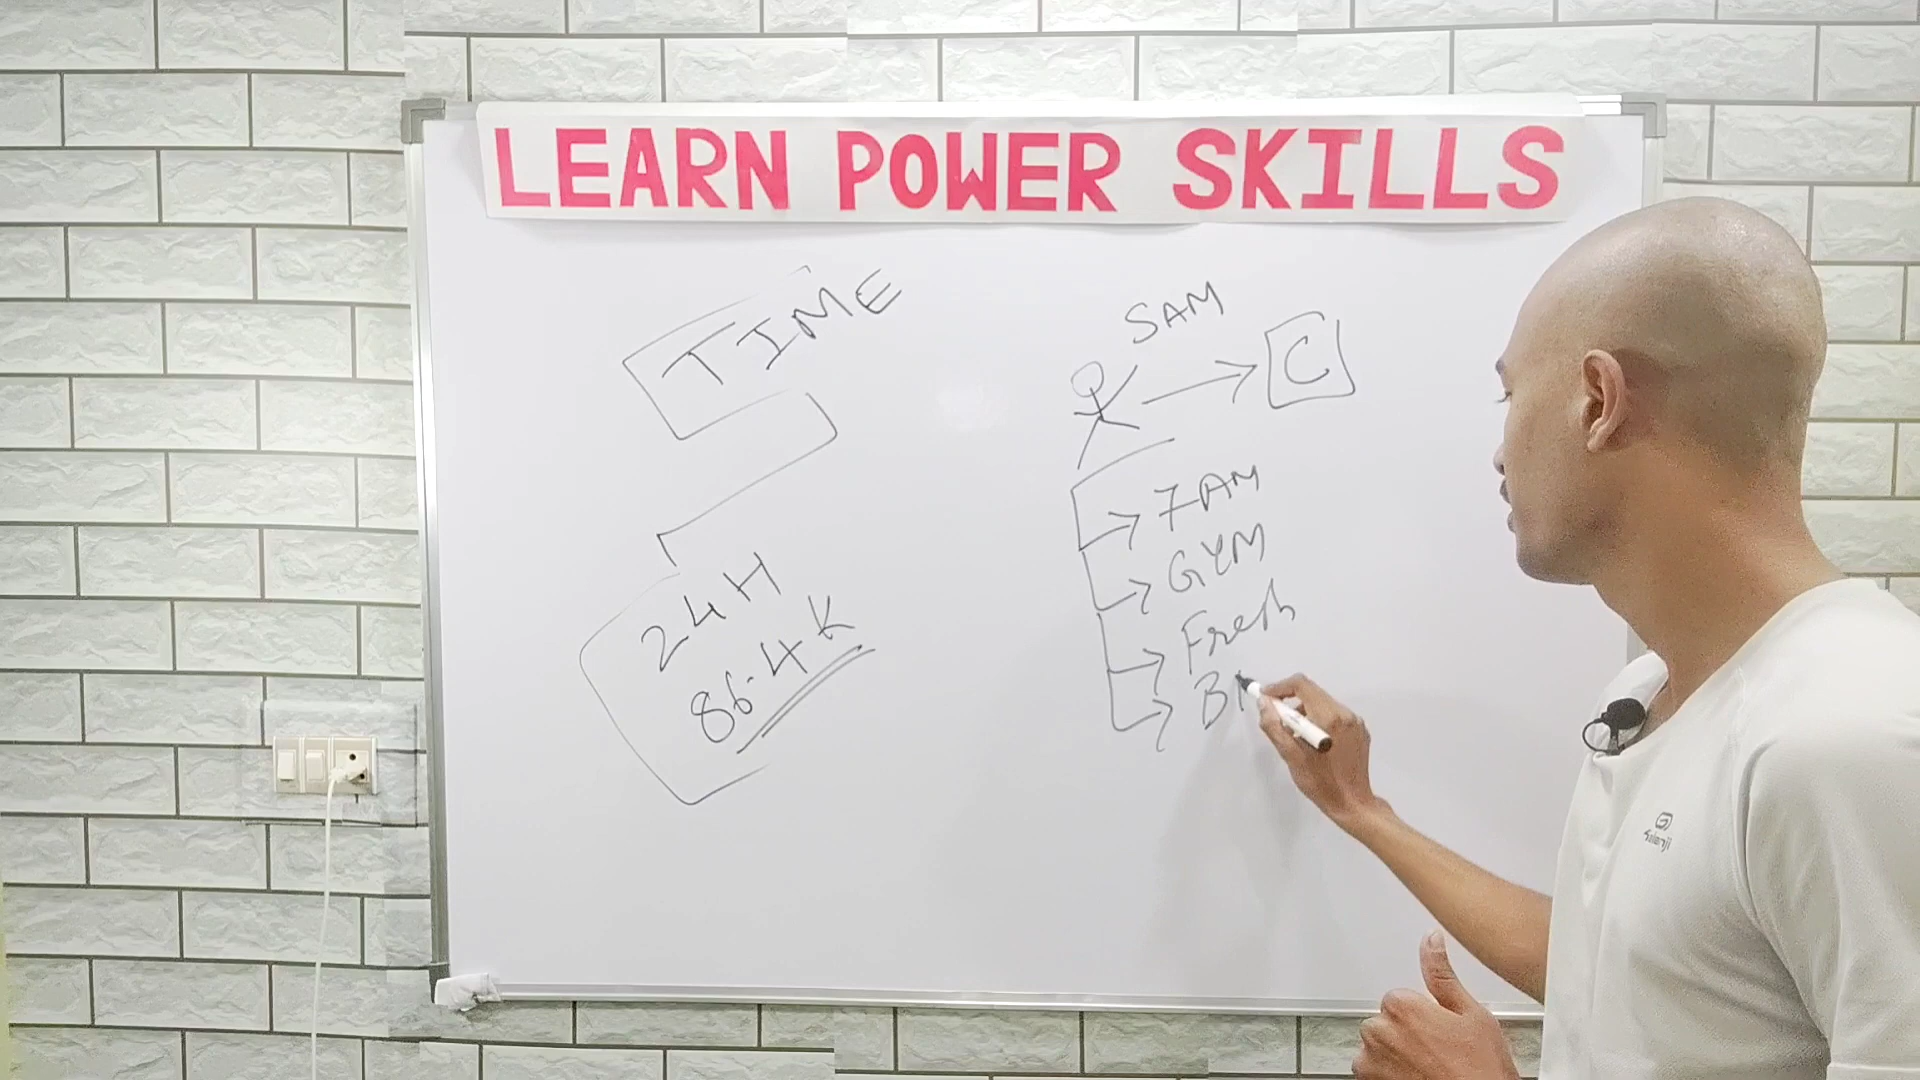 LEARN POWER SKILLS
TIME
24H
86.4K
SAM
C
7AM
GYM
Fresh